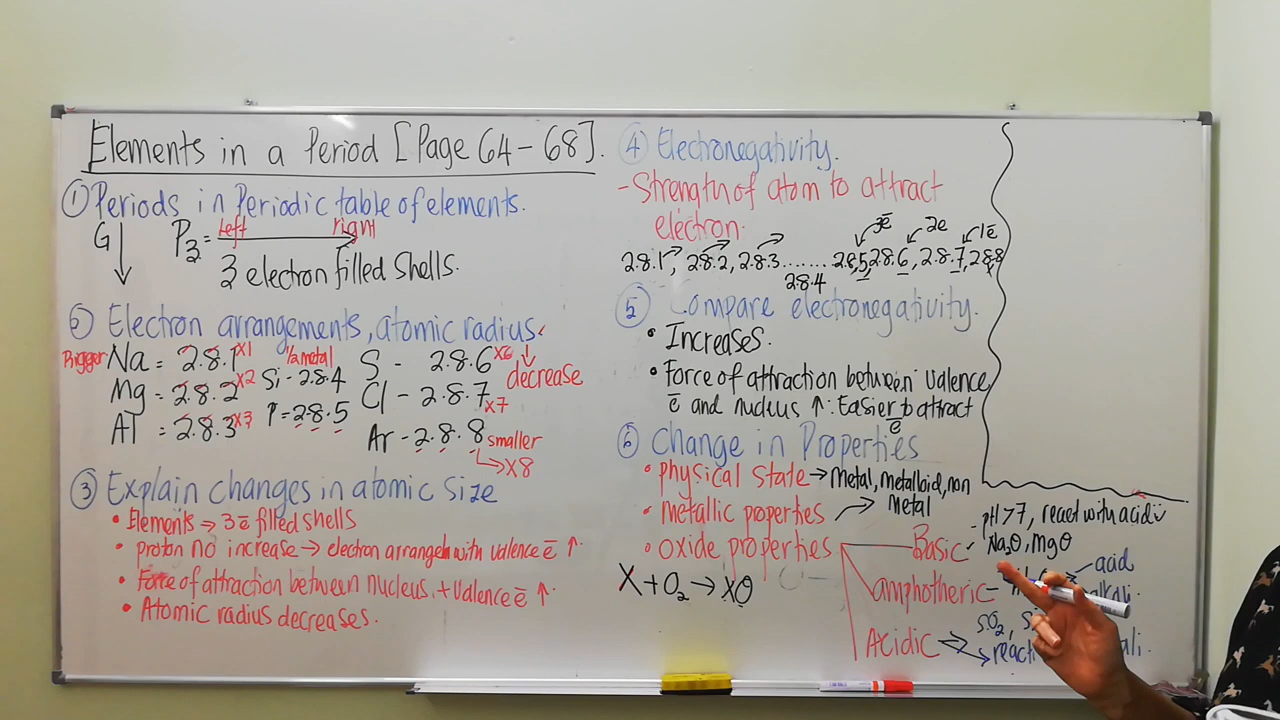 Elements in a Period [Page 64 - 68].
① Periods in Periodic table of elements.
G P3 = left right
3 electron filled shells.
② Electron arrangements, atomic radius
Bigger Na = 2.8.1 x1 ½ metal S - 2.8.6 x6 decrease
Mg = 2.8.2 x2 Si - 2.8.4 Cl - 2.8.7 x7
Al = 2.8.3 x3 P = 2.8.5 Ar - 2.8.8 smaller
x8
③ Explain changes in atomic size
• Elements → 3 e̅ filled shells
• proton no increase → electron arrangem with valence e̅ ↑.
• Force of attraction between nucleus + valence e̅ ↑.
• Atomic radius decreases.
④ Electronegativity.
- Strength of atom to attract
electron.
3e̅ 2e 1e̅
2.8.1, 2.8.2, 2.8.3........ 2.8.5, 2.8.6, 2.8.7, 2.8.8
2.8.4
⑤ Compare electronegativity.
• Increases.
• Force of attraction between valence
e̅ and nucleus ↑: Easier to attract
e̅
⑥ Change in Properties
• physical state → Metal, metalloid, non
Metal
• Metallic properties
• oxide properties Basic - pH > 7, react with acid
Na2O, MgO
X + O2 → XO
amphotheric - acid
alkali.
Acidic SO2,
react